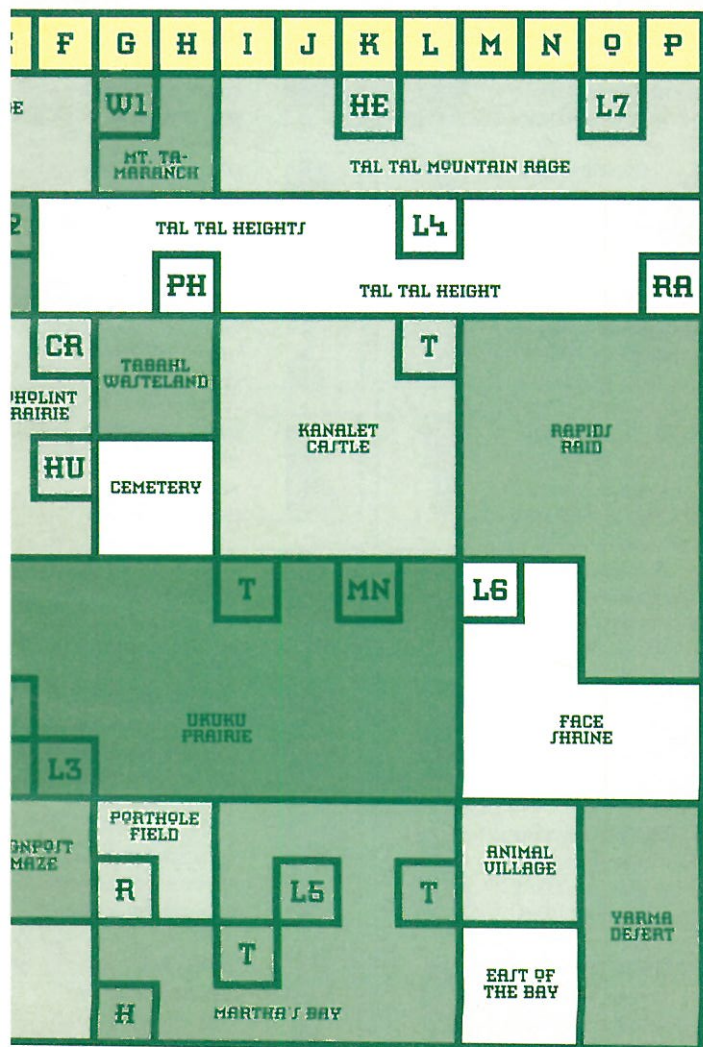 F G H I J K L M N O P
W1 HE L7
MT. TA-
MARANCH
TAL TAL MOUNTAIN RAGE
TAL TAL HEIGHTS
L4
PH
TAL TAL HEIGHT
RA
CR
TABAHL
WASTELAND
T
KANALET
CASTLE
RAPIDS
RAID
HU
CEMETERY
T MN L6
UKUKU
PRAIRIE
FACE
SHRINE
L3
PORTHOLE
FIELD
MAZE
ANIMAL
VILLAGE
R L5 T
YARMA
DESERT
T
EAST OF
THE BAY
H
MARTHA'S BAY